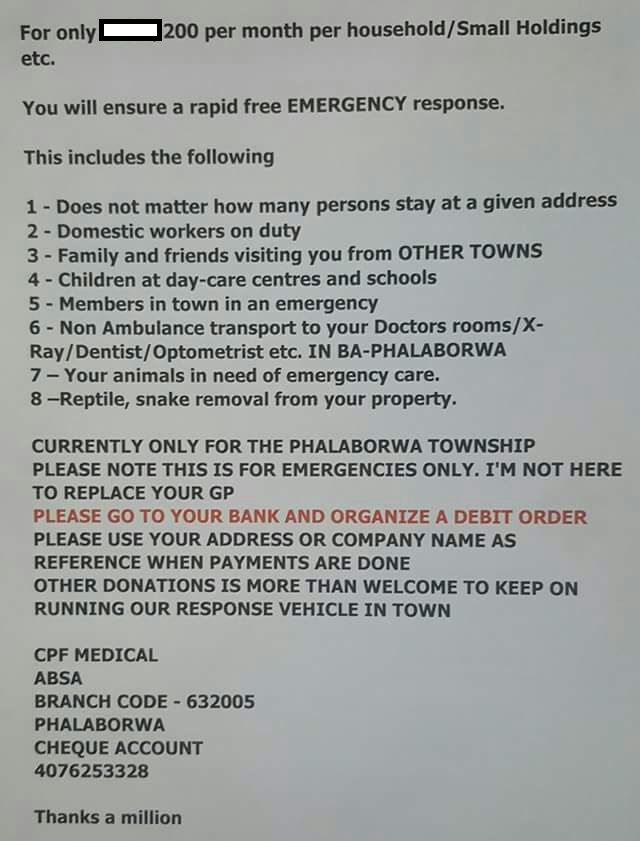 For only 200 per month per household/Small Holdings
etc.
You will ensure a rapid free EMERGENCY response.
This includes the following
1 - Does not matter how many persons stay at a given address
2 - Domestic workers on duty
3 - Family and friends visiting you from OTHER TOWNS
4 - Children at day-care centres and schools
5 - Members in town in an emergency
6 - Non Ambulance transport to your Doctors rooms/X-
Ray/Dentist/Optometrist etc. IN BA-PHALABORWA
7 – Your animals in need of emergency care.
8 –Reptile, snake removal from your property.
CURRENTLY ONLY FOR THE PHALABORWA TOWNSHIP
PLEASE NOTE THIS IS FOR EMERGENCIES ONLY. I'M NOT HERE
TO REPLACE YOUR GP
PLEASE GO TO YOUR BANK AND ORGANIZE A DEBIT ORDER
PLEASE USE YOUR ADDRESS OR COMPANY NAME AS
REFERENCE WHEN PAYMENTS ARE DONE
OTHER DONATIONS IS MORE THAN WELCOME TO KEEP ON
RUNNING OUR RESPONSE VEHICLE IN TOWN
CPF MEDICAL
ABSA
BRANCH CODE - 632005
PHALABORWA
CHEQUE ACCOUNT
4076253328
Thanks a million